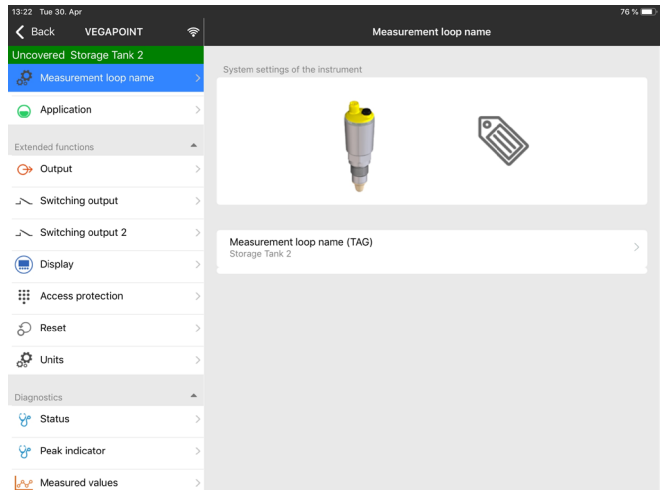 13:22 Tue 30. Apr
76 %
Back VEGAPOINT
Measurement loop name
Uncovered Storage Tank 2
Measurement loop name
Application
Extended functions
Output
Switching output
Switching output 2
Display
Access protection
Reset
Units
Diagnostics
Status
Peak indicator
Measured values
System settings of the instrument
Measurement loop name (TAG)
Storage Tank 2